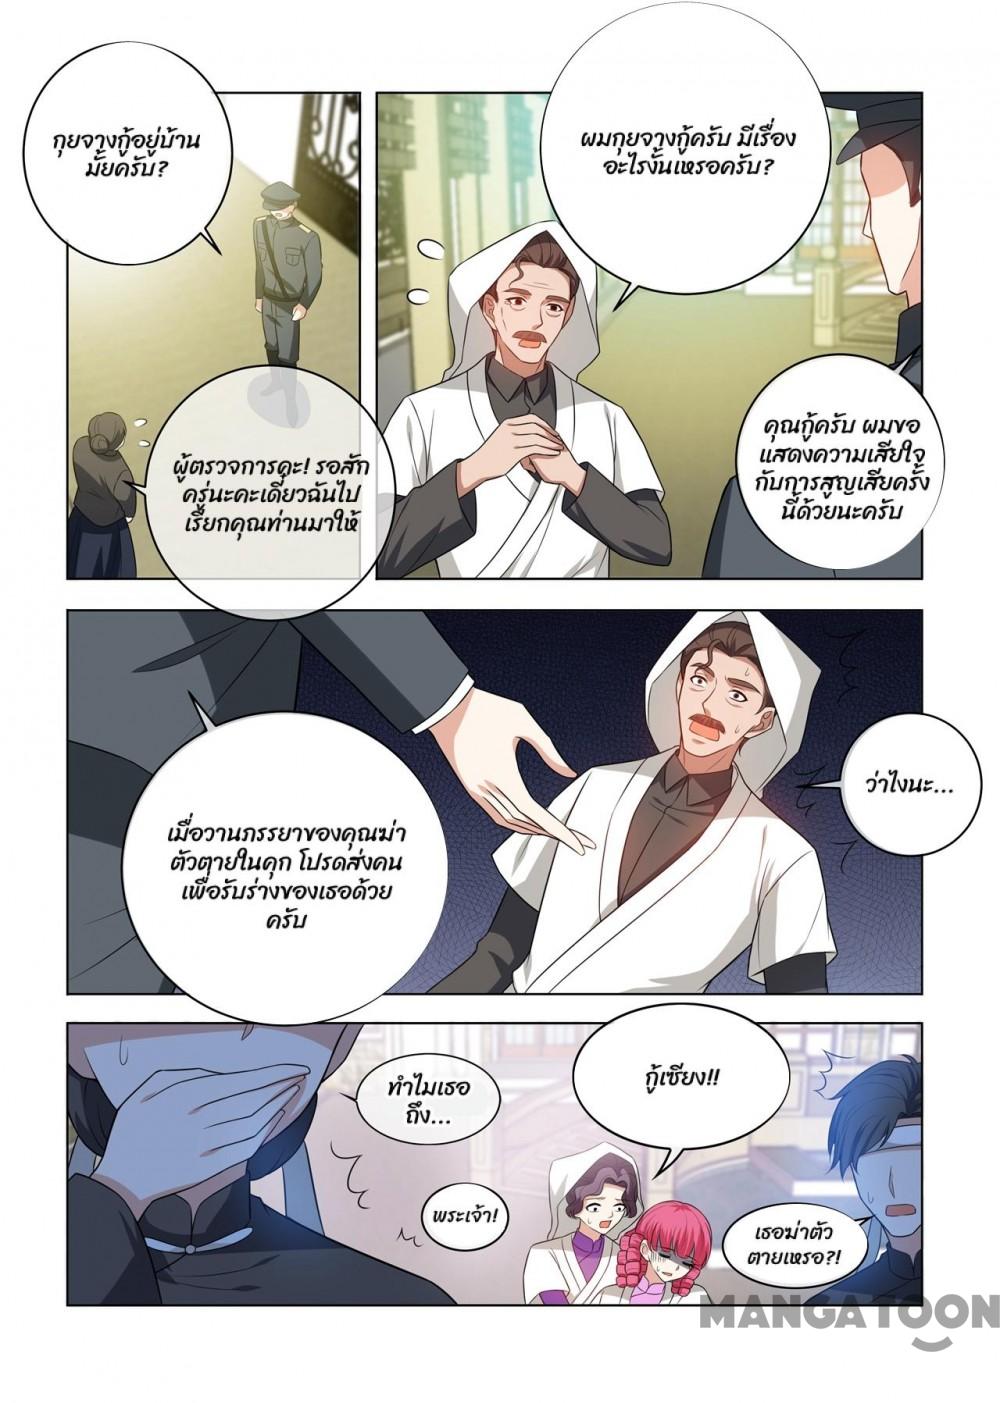 กุยจางกู้อยู่บ้าน
มั้ยครับ?
ผู้ตรวจการคะ! รอสัก
ครู่นะคะเดี๋ยวฉันไป
เรียกคุณท่านมาให้
ผมกุยจางกู้ครับ มีเรื่อง
อะไรงั้นเหรอครับ?
คุณกู้ครับ ผมขอ
แสดงความเสียใจ
กับการสูญเสียครั้ง
นี้ด้วยนะครับ
เมื่อวานภรรยาของคุณฆ่า
ตัวตายในคุก โปรดส่งคน
เพื่อรับร่างของเธอด้วย
ครับ
ว่าไงนะ...
ทำไมเธอ
ถึง...
กู้เซียง!!
พระเจ้า!
เธอฆ่าตัว
ตายเหรอ?!
MANGATOON